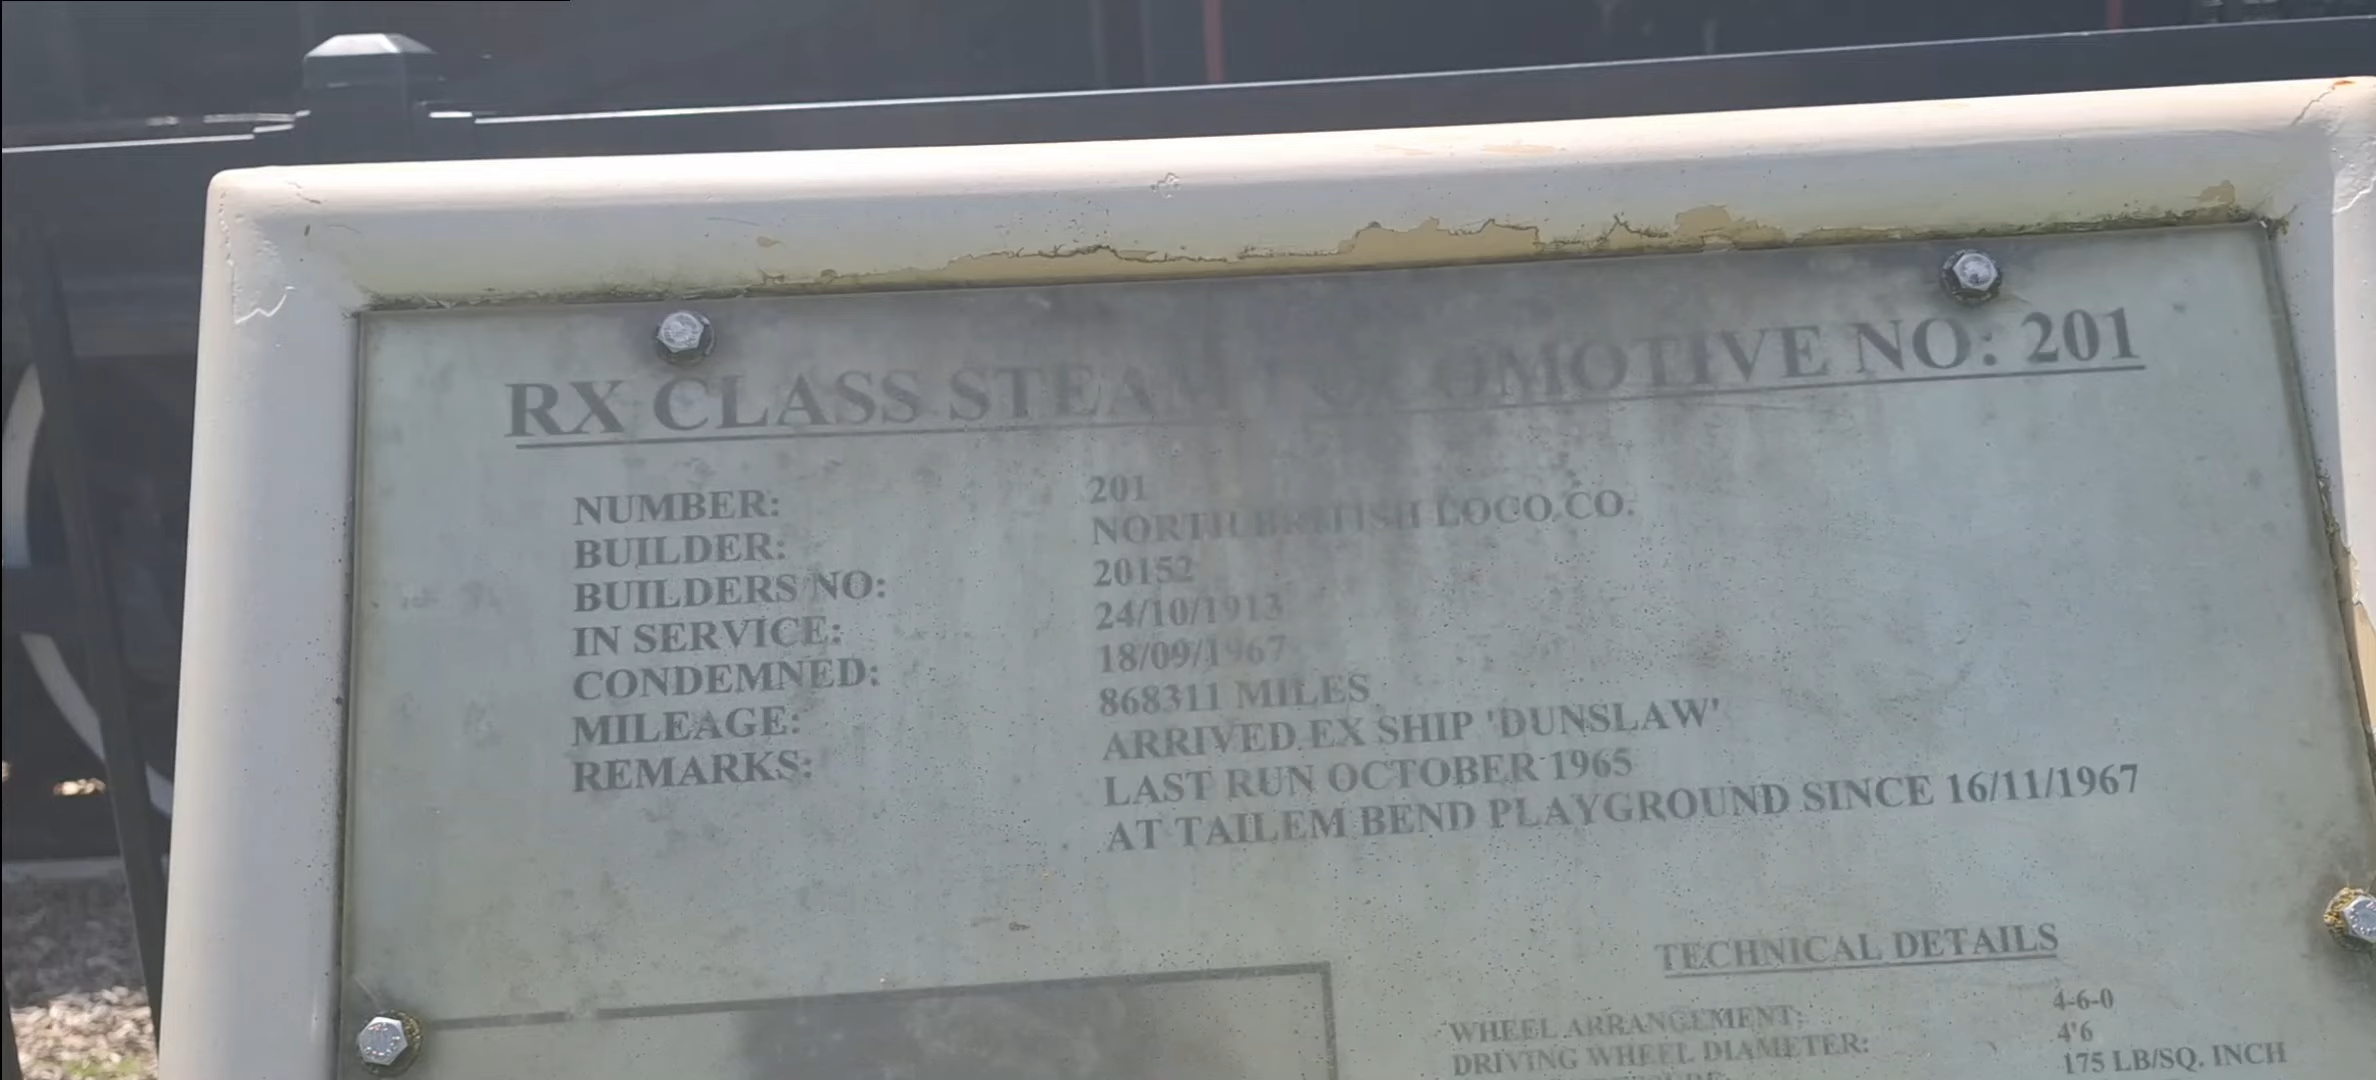 RX CLASS STEAM LOCOMOTIVE NO: 201
NUMBER: 201
BUILDER: NORTH BRITISH LOCO.CO.
BUILDERS NO: 20152
IN SERVICE: 24/10/1913
CONDEMNED: 18/09/1967
MILEAGE: 868311 MILES
REMARKS: ARRIVED EX SHIP 'DUNSLAW'
LAST RUN OCTOBER 1965
AT TAILEM BEND PLAYGROUND SINCE 16/11/1967
TECHNICAL DETAILS
WHEEL ARRANGEMENT: 4-6-0
DRIVING WHEEL DIAMETER: 4'6
175 LB/SQ. INCH